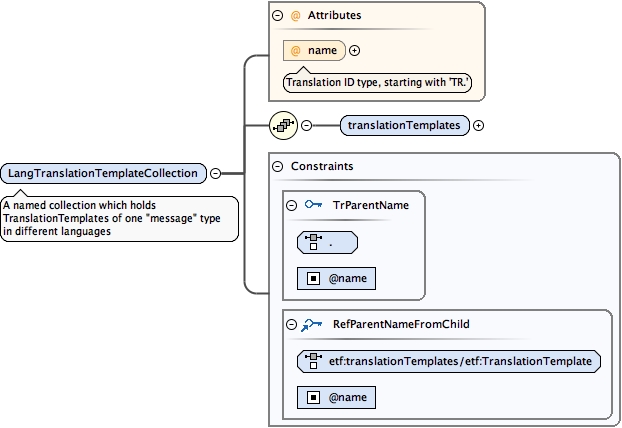 @ Attributes
@ name
Translation ID type, starting with 'TR.'
translationTemplates
LangTranslationTemplateCollection
A named collection which holds
TranslationTemplates of one "message" type
in different languages
Constraints
TrParentName
.
@name
RefParentNameFromChild
etf:translationTemplates/etf:TranslationTemplate
@name